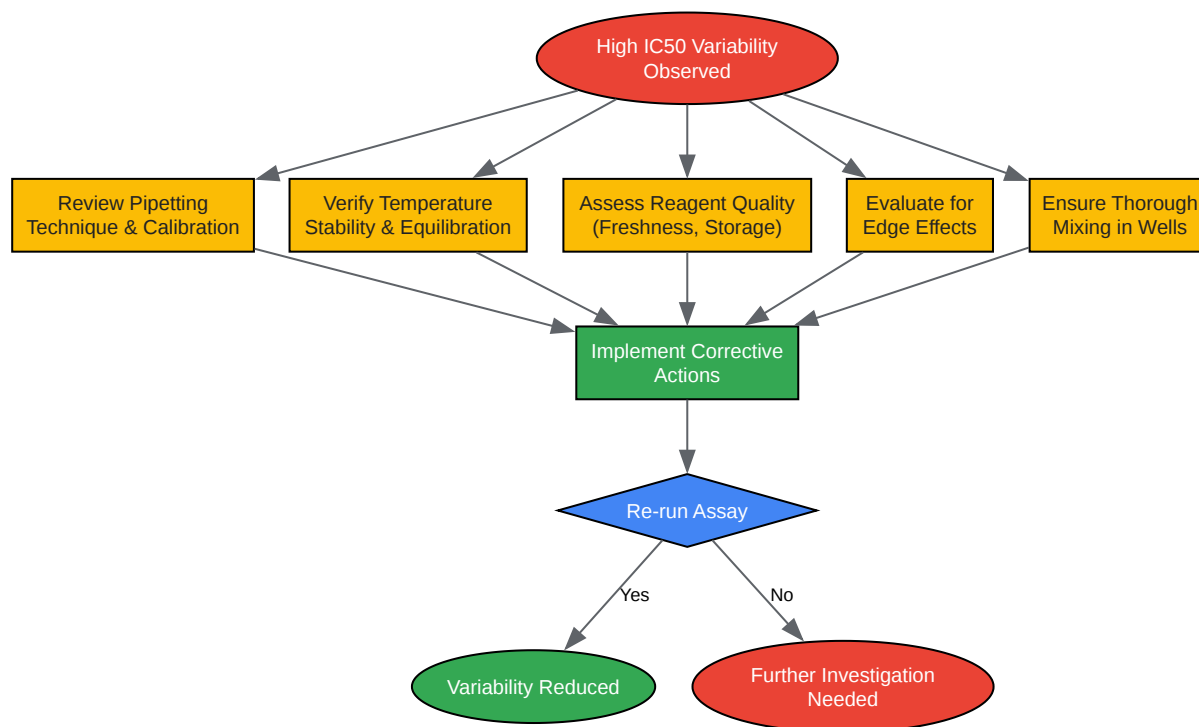 High IC50 Variability
Observed
Review Pipetting
Technique & Calibration
Verify Temperature
Stability & Equilibration
Assess Reagent Quality
(Freshness, Storage)
Evaluate for
Edge Effects
Ensure Thorough
Mixing in Wells
Implement Corrective
Actions
Re-run Assay
Yes
No
Variability Reduced
Further Investigation
Needed